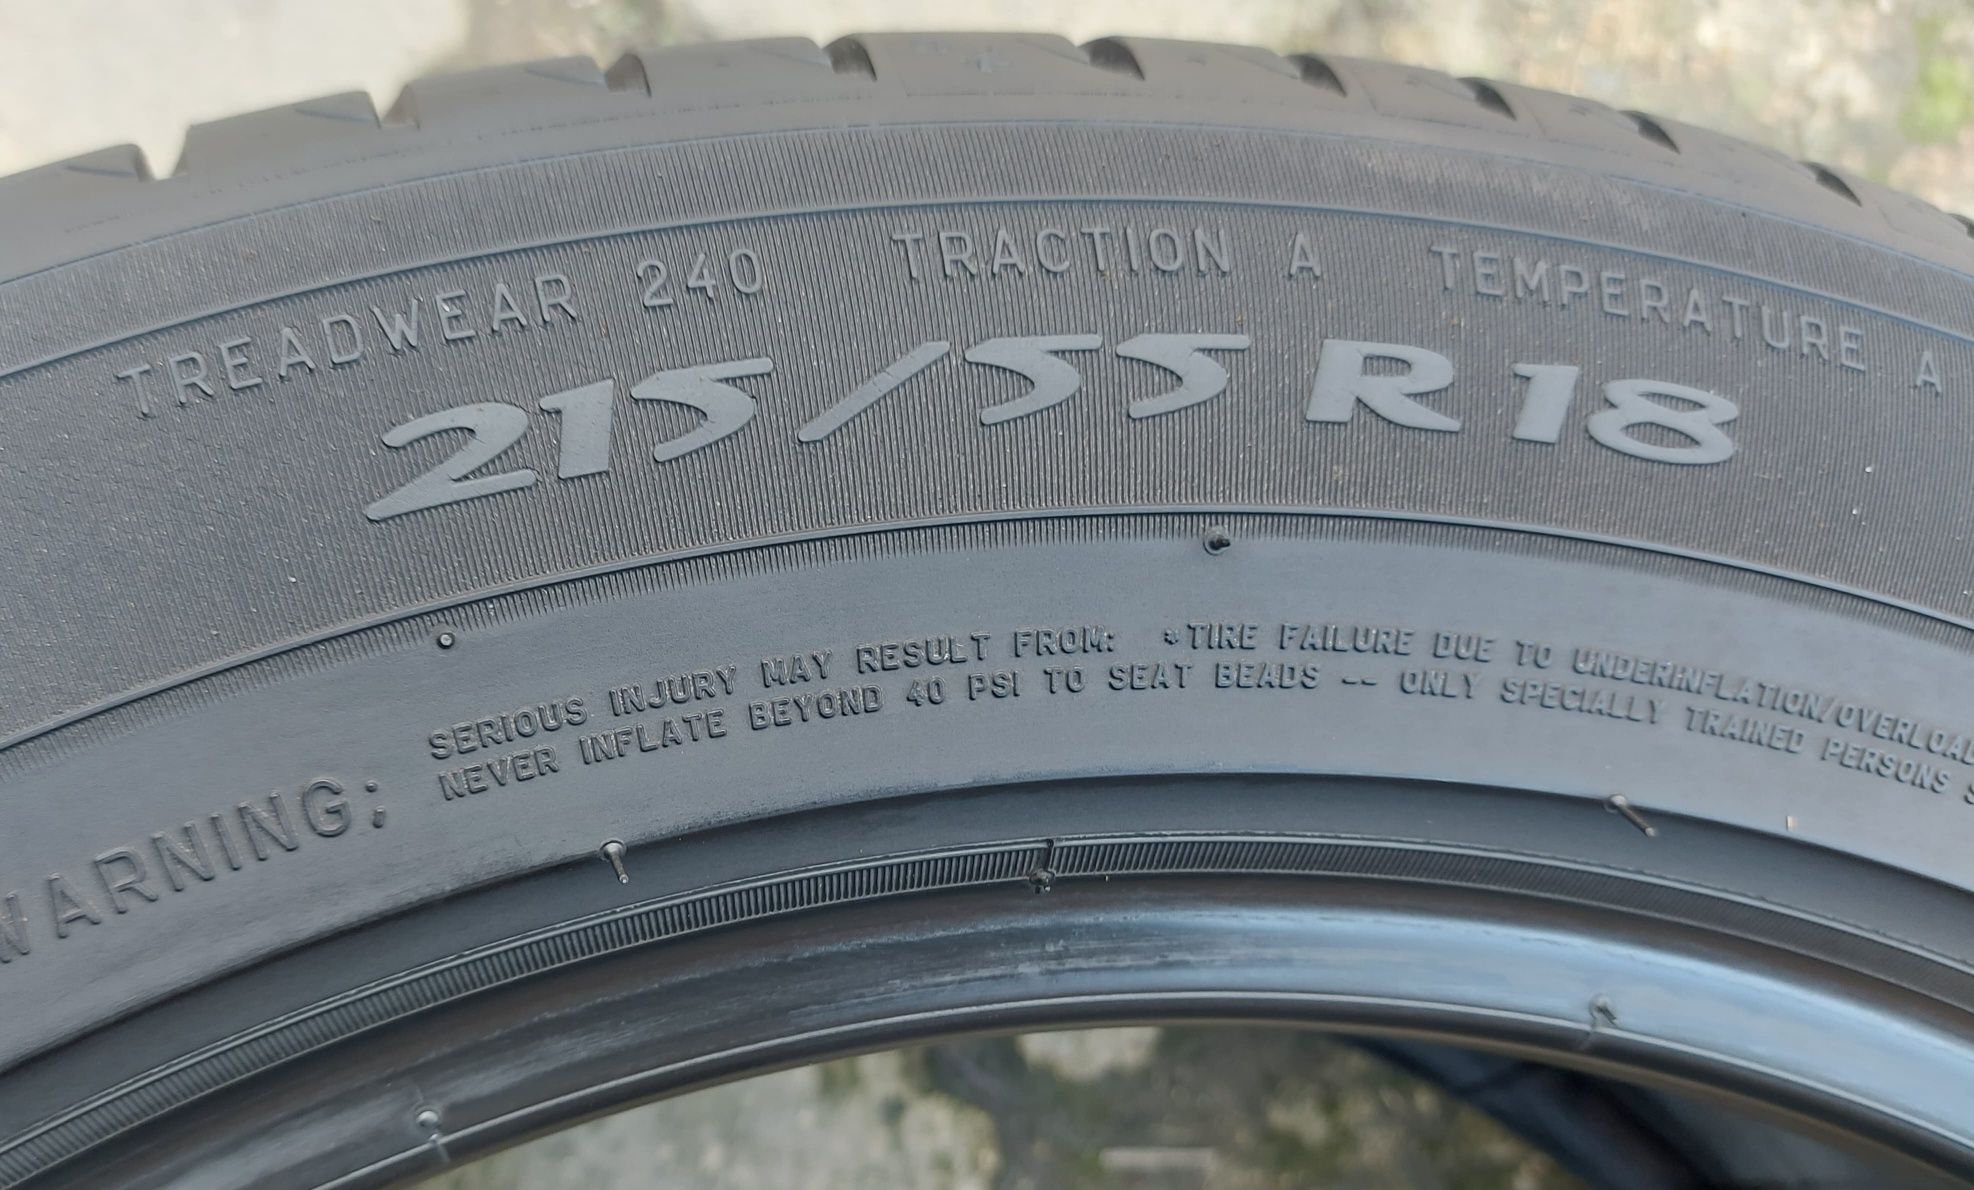 TREADWEAR 240 TRACTION A TEMPERATURE A
215/55 R 18
WARNING;
SERIOUS INJURY MAY RESULT FROM: *TIRE FAILURE DUE TO UNDERINFLATION/OVERLOAD
NEVER INFLATE BEYOND 40 PSI TO SEAT BEADS -- ONLY SPECIALLY TRAINED PERSONS S